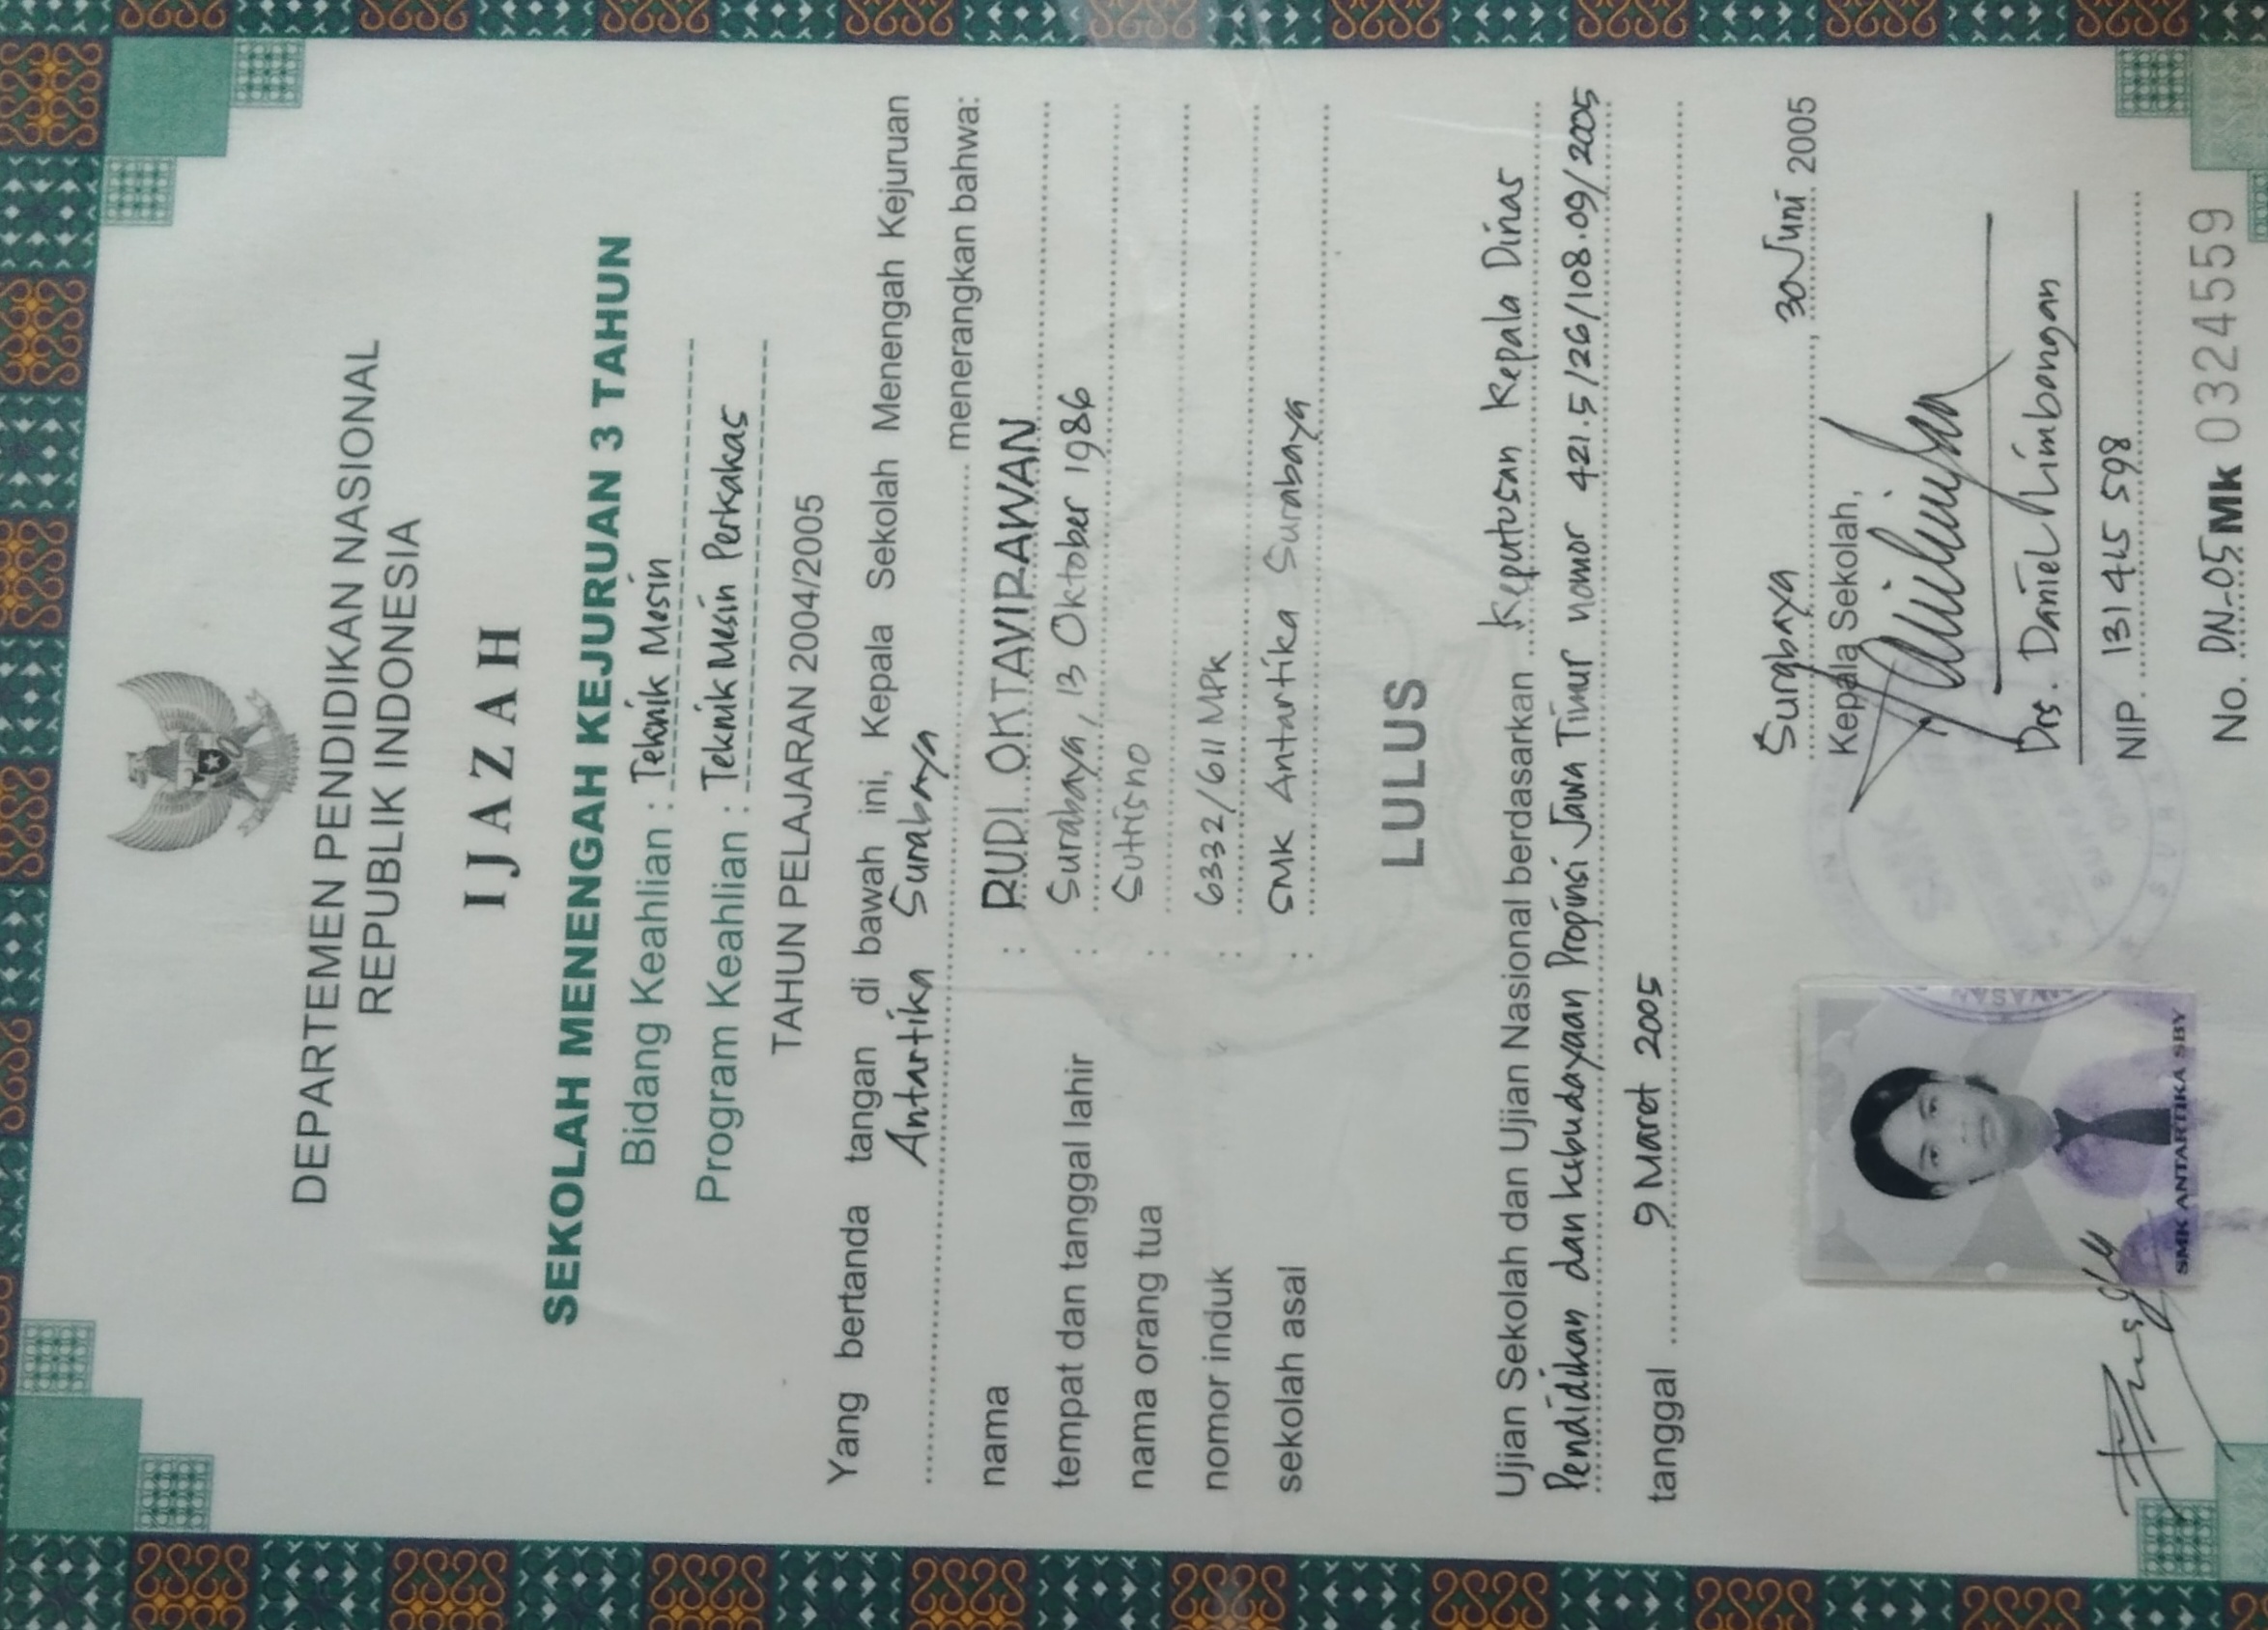 DEPARTEMEN PENDIDIKAN NASIONAL
REPUBLIK INDONESIA
IJAZAH
SEKOLAH MENENGAH KEJURUAN 3 TAHUN
Bidang Keahlian : Teknik Mesin
Program Keahlian : Teknik Mesin Perkakas
TAHUN PELAJARAN 2004/2005
Yang bertanda tangan di bawah ini, Kepala Sekolah Menengah Kejuruan
Antartika Surabaya menerangkan bahwa:
nama : RUDI OKTAVIRAWAN
tempat dan tanggal lahir : Surabaya, 13 Oktober 1986
nama orang tua : Sutrisno
nomor induk : 6332/611 MPK
sekolah asal : SMK Antartika Surabaya
LULUS
Ujian Sekolah dan Ujian Nasional berdasarkan Keputusan Kepala Dinas
Pendidikan dan kebudayaan Propinsi Jawa Timur nomor 421.5/26/108.09/2005
tanggal 9 Maret 2005
Surabaya, 30 Juni 2005
Kepala Sekolah,
Drs. Daniel Limbongan
NIP. 131 445 598
SMK ANTARTIKA SBY
No. DN-05 Mk 0324559